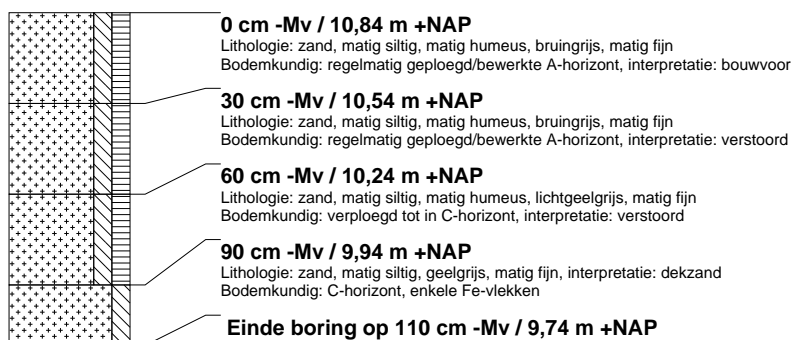 0 cm -Mv / 10,84 m +NAP
Lithologie: zand, matig siltig, matig humeus, bruingrijs, matig fijn
Bodemkundig: regelmatig geploegd/bewerkte A-horizont, interpretatie: bouwvoor
30 cm -Mv / 10,54 m +NAP
Lithologie: zand, matig siltig, matig humeus, bruingrijs, matig fijn
Bodemkundig: regelmatig geploegd/bewerkte A-horizont, interpretatie: verstoord
60 cm -Mv / 10,24 m +NAP
Lithologie: zand, matig siltig, matig humeus, lichtgeelgrijs, matig fijn
Bodemkundig: verploegd tot in C-horizont, interpretatie: verstoord
90 cm -Mv / 9,94 m +NAP
Lithologie: zand, matig siltig, geelgrijs, matig fijn, interpretatie: dekzand
Bodemkundig: C-horizont, enkele Fe-vlekken
Einde boring op 110 cm -Mv / 9,74 m +NAP